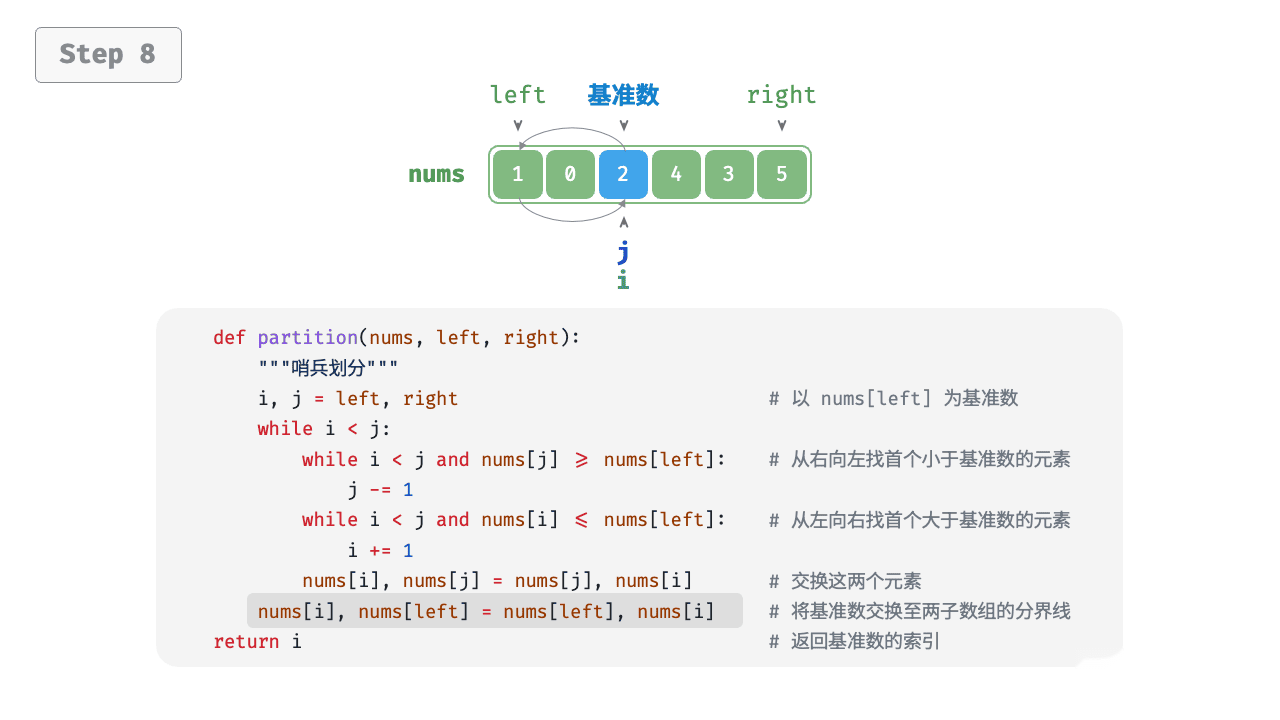 Step 8
left 基准数 right
nums 1 0 2 4 3 5
j
i
def partition(nums, left, right):
"""哨兵划分"""
i, j = left, right # 以 nums[left] 为基准数
while i < j:
while i < j and nums[j] >= nums[left]: # 从右向左找首个小于基准数的元素
j -= 1
while i < j and nums[i] <= nums[left]: # 从左向右找首个大于基准数的元素
i += 1
nums[i], nums[j] = nums[j], nums[i] # 交换这两个元素
nums[i], nums[left] = nums[left], nums[i] # 将基准数交换至两子数组的分界线
return i # 返回基准数的索引